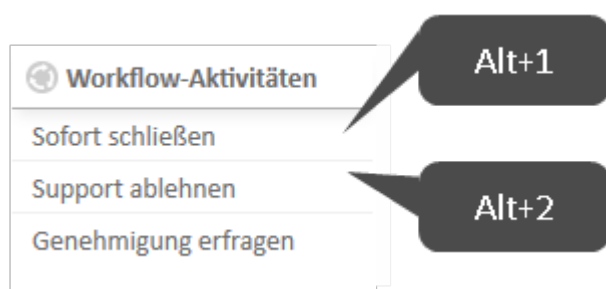 Workflow-Aktivitäten
Alt+1
Sofort schließen
Support ablehnen
Alt+2
Genehmigung erfragen